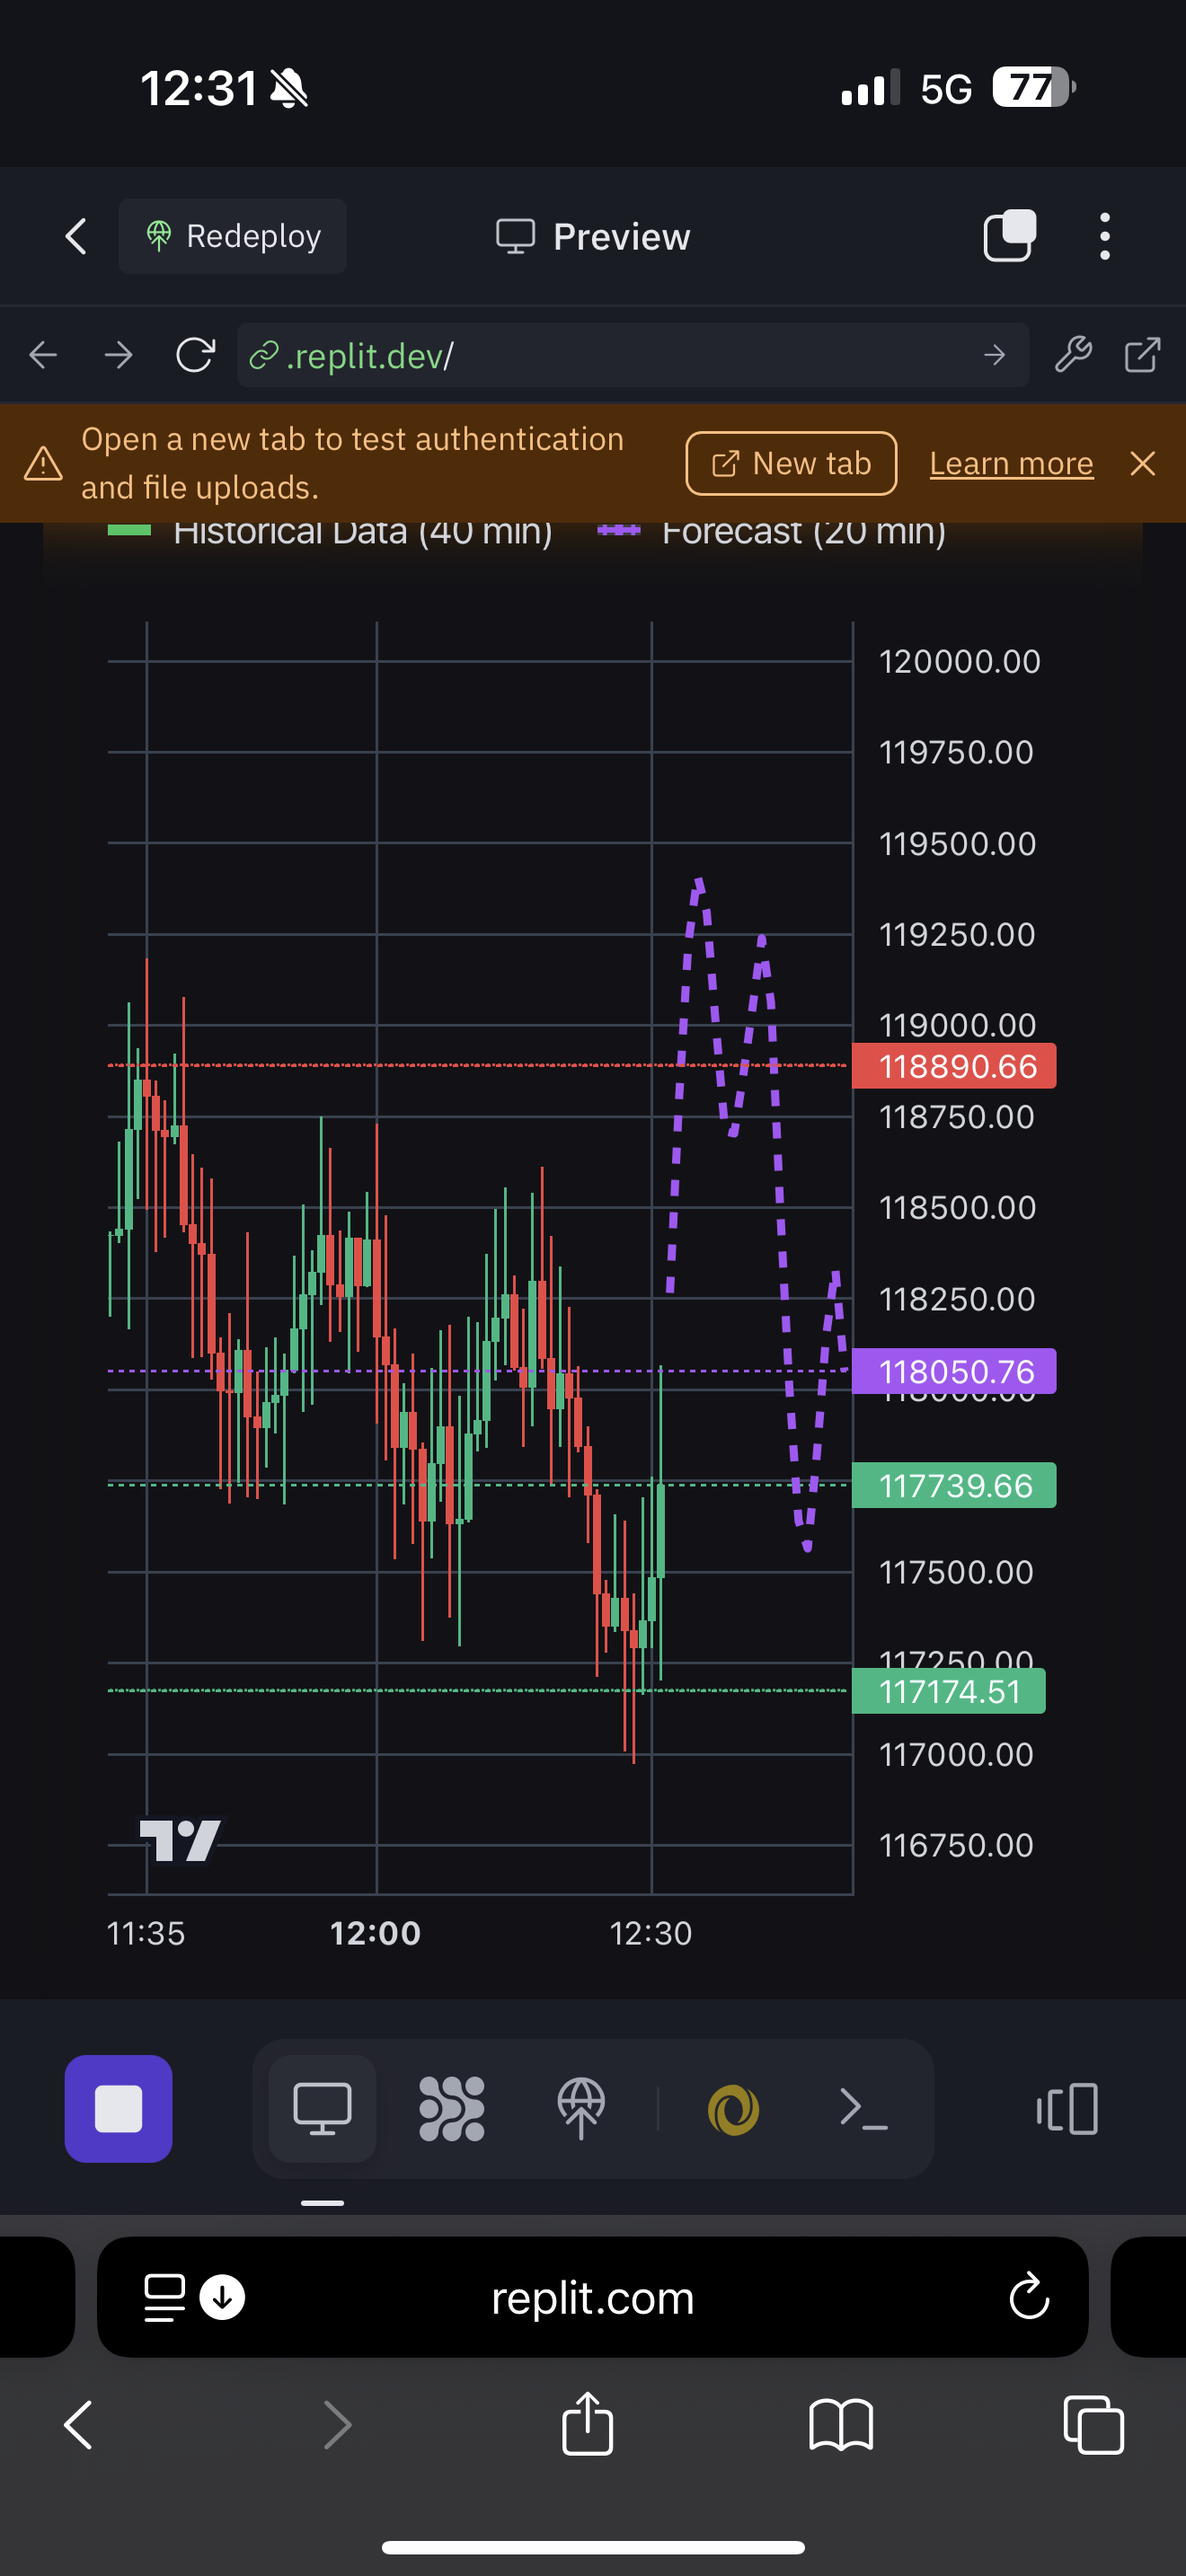 12:31
5G 77
Redeploy
Preview
.replit.dev/
Open a new tab to test authentication
and file uploads.
New tab
Learn more
Historical Data (40 min)
Forecast (20 min)
120000.00
119750.00
119500.00
119250.00
119000.00
118890.66
118750.00
118500.00
118250.00
118050.76
118000.00
117739.66
117500.00
117250.00
117174.51
117000.00
116750.00
11:35
12:00
12:30
replit.com